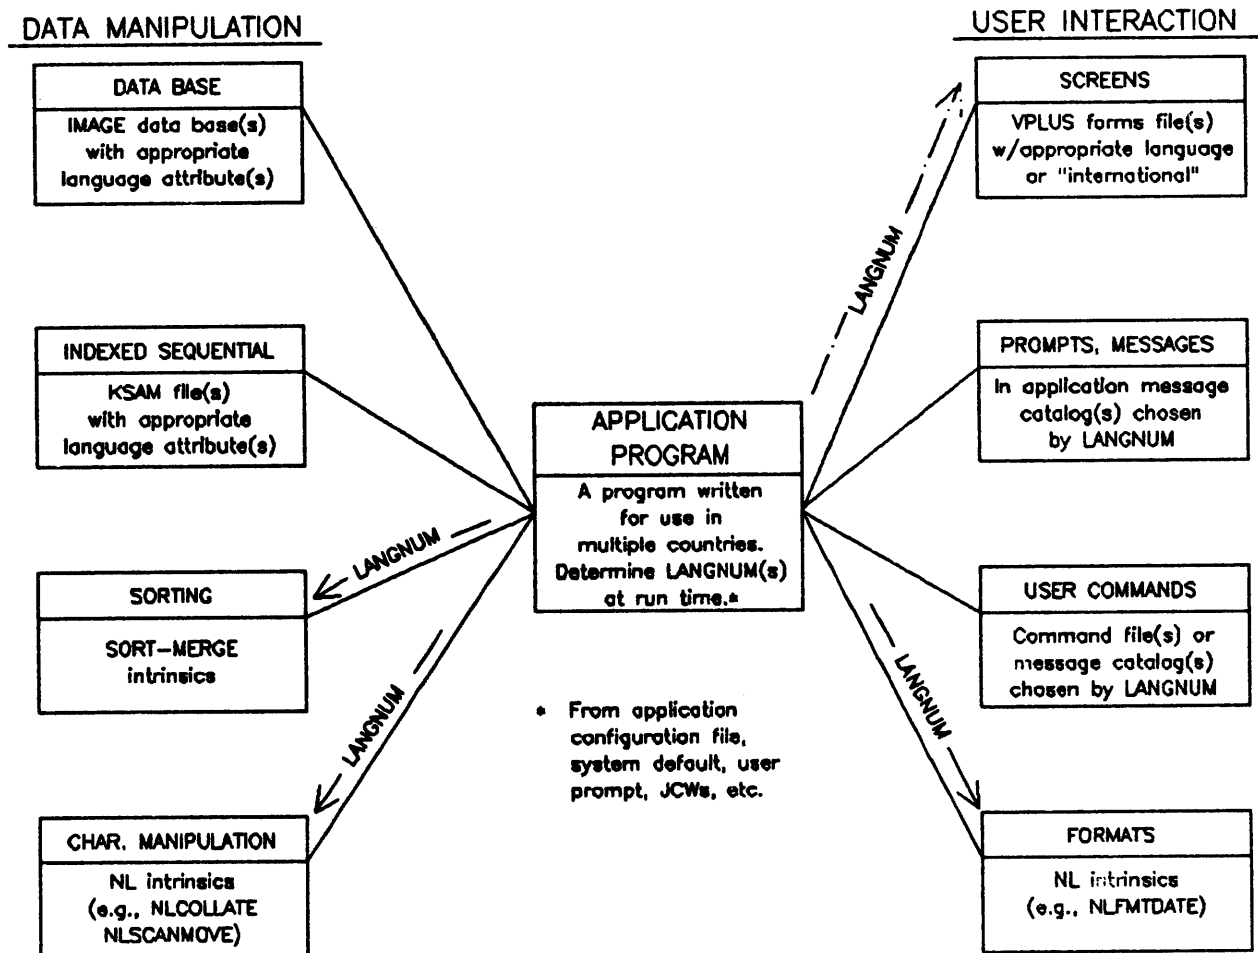 DATA MANIPULATION
DATA BASE
IMAGE data base(s)
with appropriate
language attribute(s)
INDEXED SEQUENTIAL
KSAM file(s)
with appropriate
language attribute(s)
SORTING
SORT-MERGE
intrinsics
CHAR. MANIPULATION
NL intrinsics
(e.g., NLCOLLATE
NLSCANMOVE)
LANGNUM
LANGNUM
APPLICATION
PROGRAM
A program written
for use in
multiple countries.
Determine LANGNUM(s)
at run time.*
* From application
configuration file,
system default, user
prompt, JCWs, etc.
USER INTERACTION
SCREENS
VPLUS forms file(s)
w/appropriate language
or "international"
LANGNUM
PROMPTS, MESSAGES
In application message
catalog(s) chosen
by LANGNUM
USER COMMANDS
Command file(s) or
message catalog(s)
chosen by LANGNUM
LANGNUM
FORMATS
NL intrinsics
(e.g., NLFMTDATE)